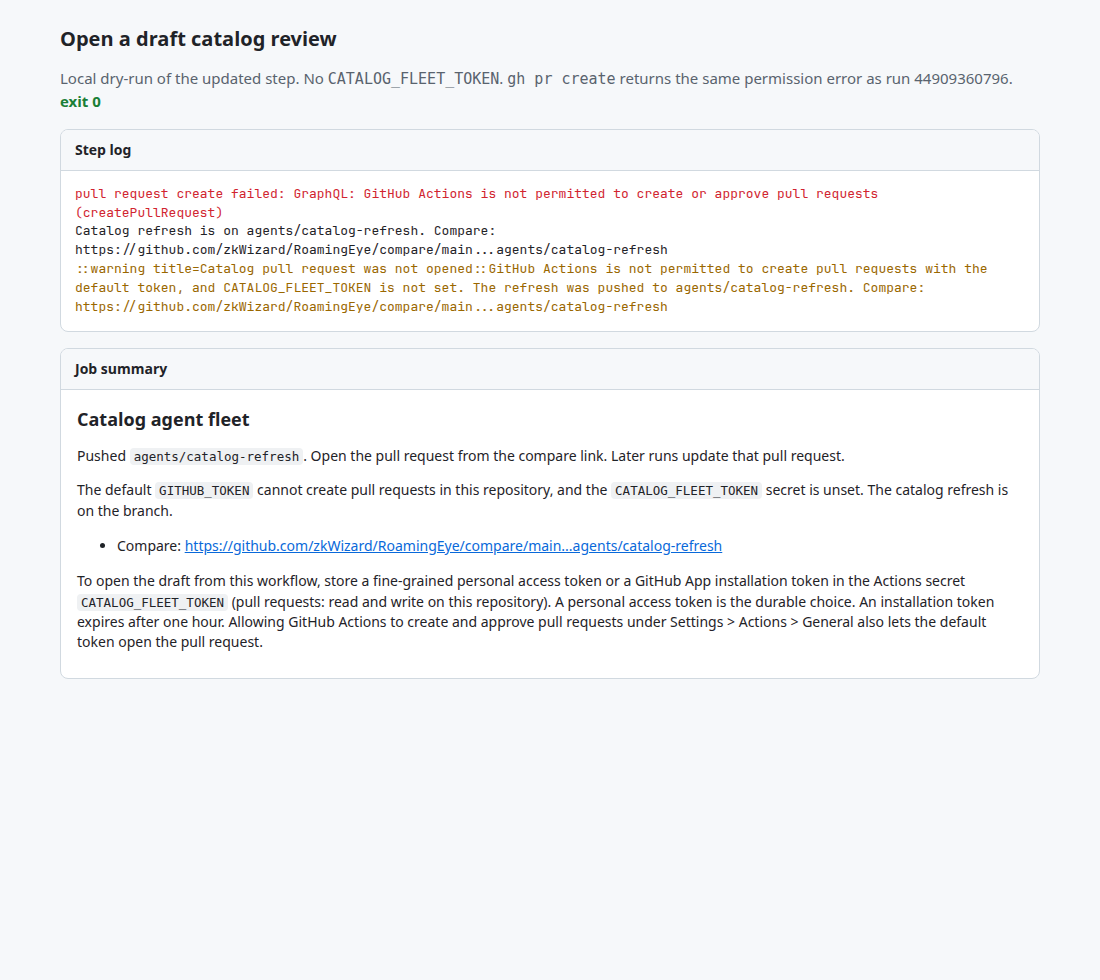 Open a draft catalog review
Local dry-run of the updated step. No CATALOG_FLEET_TOKEN. gh pr create returns the same permission error as run 44909360796.
exit 0
Step log
pull request create failed: GraphQL: GitHub Actions is not permitted to create or approve pull requests
(createPullRequest)
Catalog refresh is on agents/catalog-refresh. Compare:
https://github.com/zkWizard/RoamingEye/compare/main...agents/catalog-refresh
::warning title=Catalog pull request was not opened::GitHub Actions is not permitted to create pull requests with the
default token, and CATALOG_FLEET_TOKEN is not set. The refresh was pushed to agents/catalog-refresh. Compare:
https://github.com/zkWizard/RoamingEye/compare/main...agents/catalog-refresh
Job summary
Catalog agent fleet
Pushed agents/catalog-refresh. Open the pull request from the compare link. Later runs update that pull request.
The default GITHUB_TOKEN cannot create pull requests in this repository, and the CATALOG_FLEET_TOKEN secret is unset. The catalog refresh is
on the branch.
• Compare: https://github.com/zkWizard/RoamingEye/compare/main...agents/catalog-refresh
To open the draft from this workflow, store a fine-grained personal access token or a GitHub App installation token in the Actions secret
CATALOG_FLEET_TOKEN (pull requests: read and write on this repository). A personal access token is the durable choice. An installation token
expires after one hour. Allowing GitHub Actions to create and approve pull requests under Settings > Actions > General also lets the default
token open the pull request.